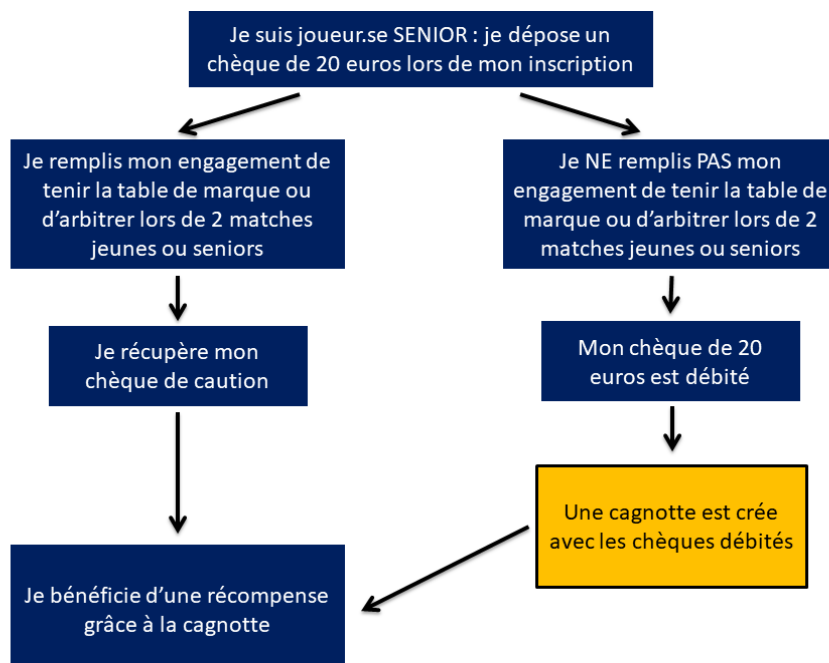 Je suis joueur.se SENIOR : je dépose un
chèque de 20 euros lors de mon inscription
Je remplis mon engagement de
tenir la table de marque ou
d'arbitrer lors de 2 matches
jeunes ou seniors
Je NE remplis PAS mon
engagement de tenir la table de
marque ou d'arbitrer lors de 2
matches jeunes ou seniors
Je récupère mon
chèque de caution
Mon chèque de 20
euros est débité
Une cagnotte est crée
avec les chèques débités
Je bénéficie d'une récompense
grâce à la cagnotte